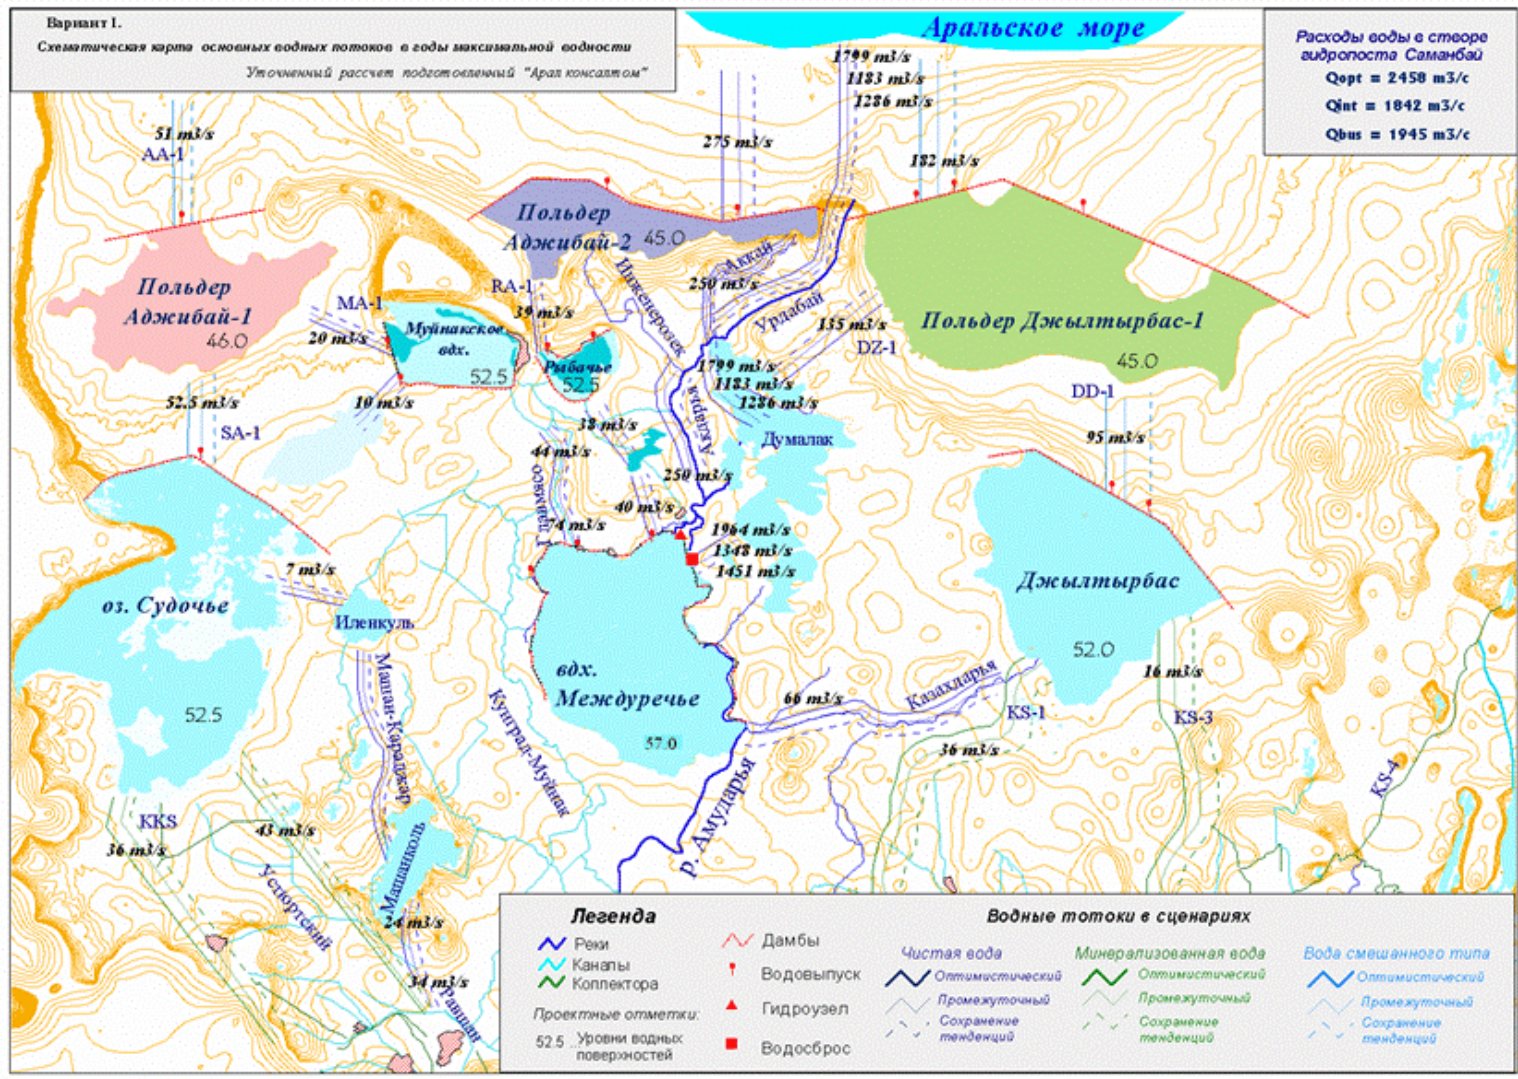 Вариант 1.
Схематическая карта основных водных потоков в годы максимальной водности
Уточненный рассчет подготовленный "Арал консалтом"
Аральское море
Расходы воды в створе
гидропоста Саманбай
Qopt = 2458 m3/c
Qint = 1842 m3/c
Qbus = 1945 m3/c
1799 m3/s
1183 m3/s
1286 m3/s
51 m3/s
AA-1
275 m3/s
182 m3/s
Польдер
Аджибай-2
45.0
Польдер
Аджибай-1
46.0
MA-1
20 m3/s
RA-1
39 m3/s
Инженерозек
Аккай
250 m3/s
Урдабай
135 m3/s
DZ-1
Польдер Джылтырбас-1
45.0
Муйнакское
вдх.
52.5
Рыбачье
52.5
1799 m3/s
1183 m3/s
1286 m3/s
Акдарья
Думалак
DD-1
95 m3/s
52.5 m3/s
SA-1
10 m3/s
38 m3/s
44 m3/s
250 m3/s
40 m3/s
74 m3/s
1964 m3/s
1348 m3/s
1451 m3/s
7 m3/s
оз. Судочье
52.5
Иленкуль
Машан-Караджар
Кунград-Муйнак
вдх.
Междуречье
57.0
66 m3/s
Казахдарья
Джылтырбас
52.0
16 m3/s
KS-1
KS-3
36 m3/s
KS-4
р. Амударья
KKS
36 m3/s
43 m3/s
Устюртский
Машанколь
24 m3/s
34 m3/s
Раушан
Легенда
Реки
Каналы
Коллектора
Проектные отметки:
52.5 ...Уровни водных
поверхностей
Дамбы
Водовыпуск
Гидроузел
Водосброс
Водные тотоки в сценариях
Чистая вода
Оптимистический
Промежуточный
Сохранение
тенденций
Минерализованная вода
Оптимистический
Промежуточный
Сохранение
тенденций
Вода смешанного типа
Оптимистический
Промежуточный
Сохранение
тенденций